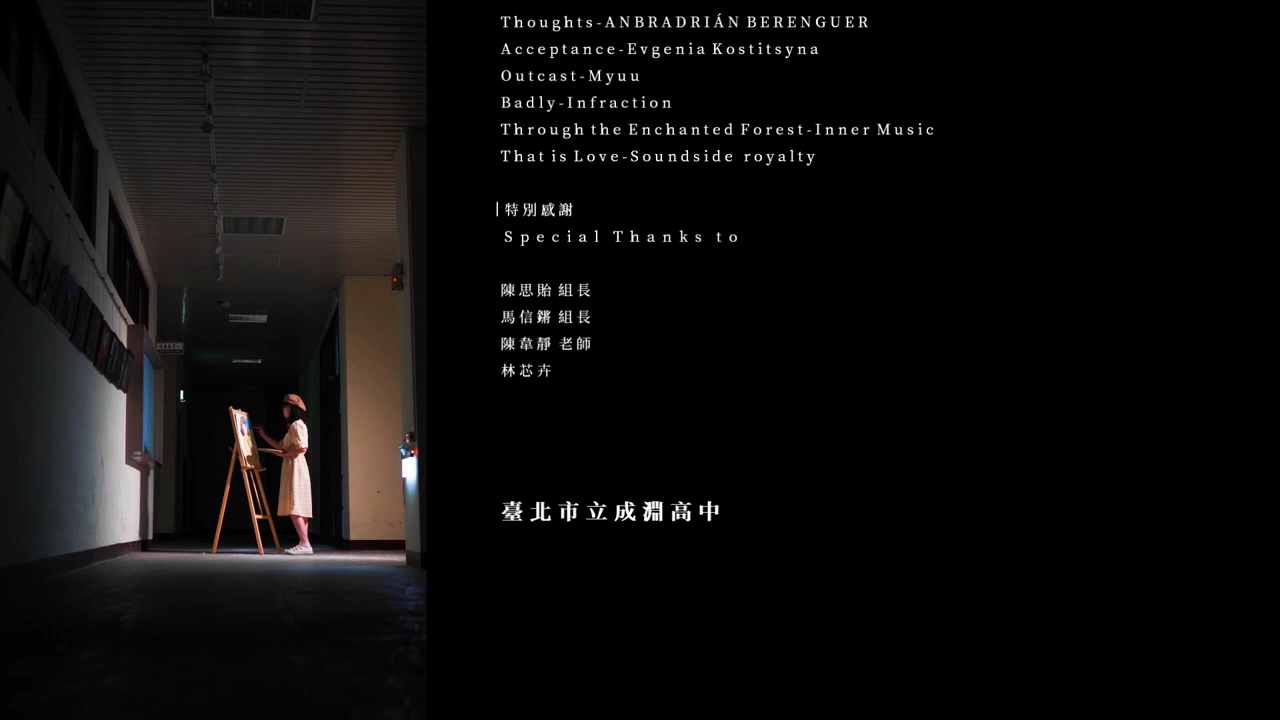 Thoughts-ANBRADRIÁN BERENGUER
Acceptance-Evgenia Kostitsyna
Outcast-Myuu
Badly-Infraction
Through the Enchanted Forest-Inner Music
That is Love-Soundside royalty
特別感謝
Special Thanks to
陳思貽 組長
馬信鏘 組長
陳韋靜 老師
林芯卉
臺北市立成淵高中